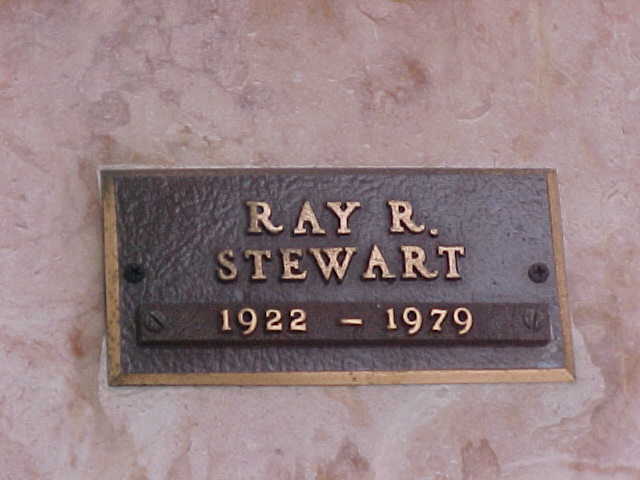 RAY R.
STEWART
1922 – 1979